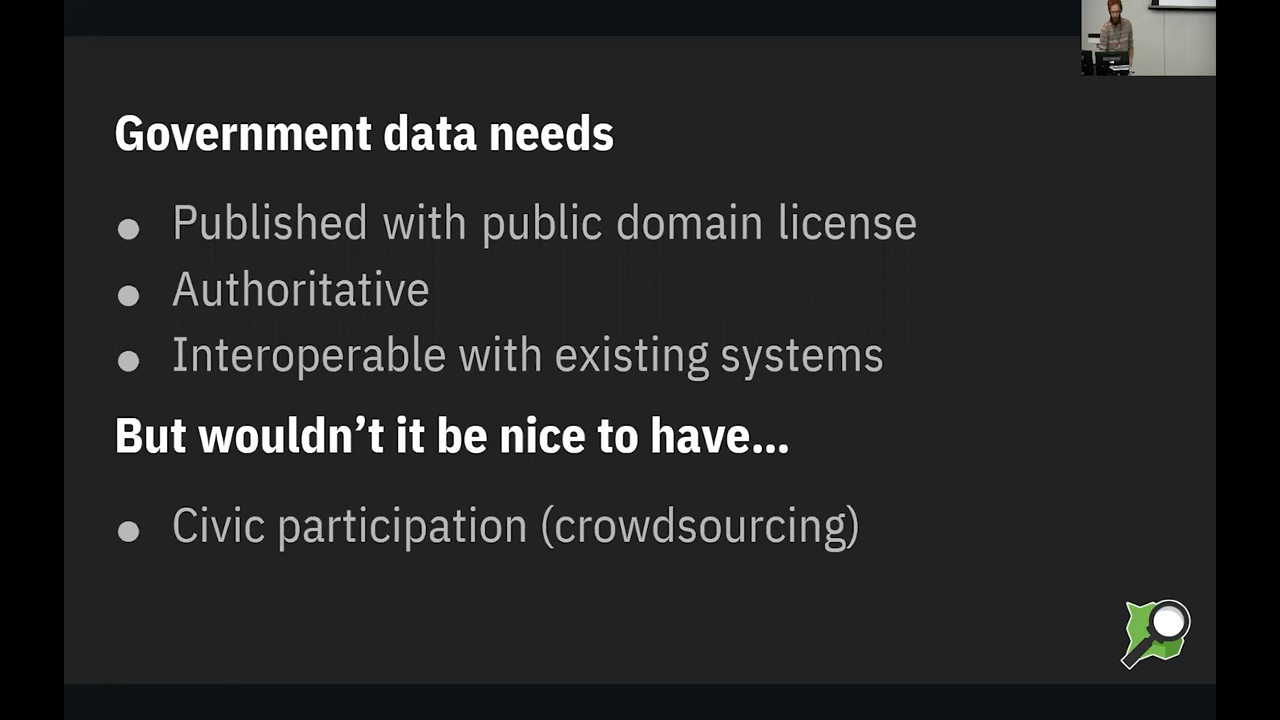 Government data needs
● Published with public domain license
● Authoritative
● Interoperable with existing systems
But wouldn’t it be nice to have...
● Civic participation (crowdsourcing)